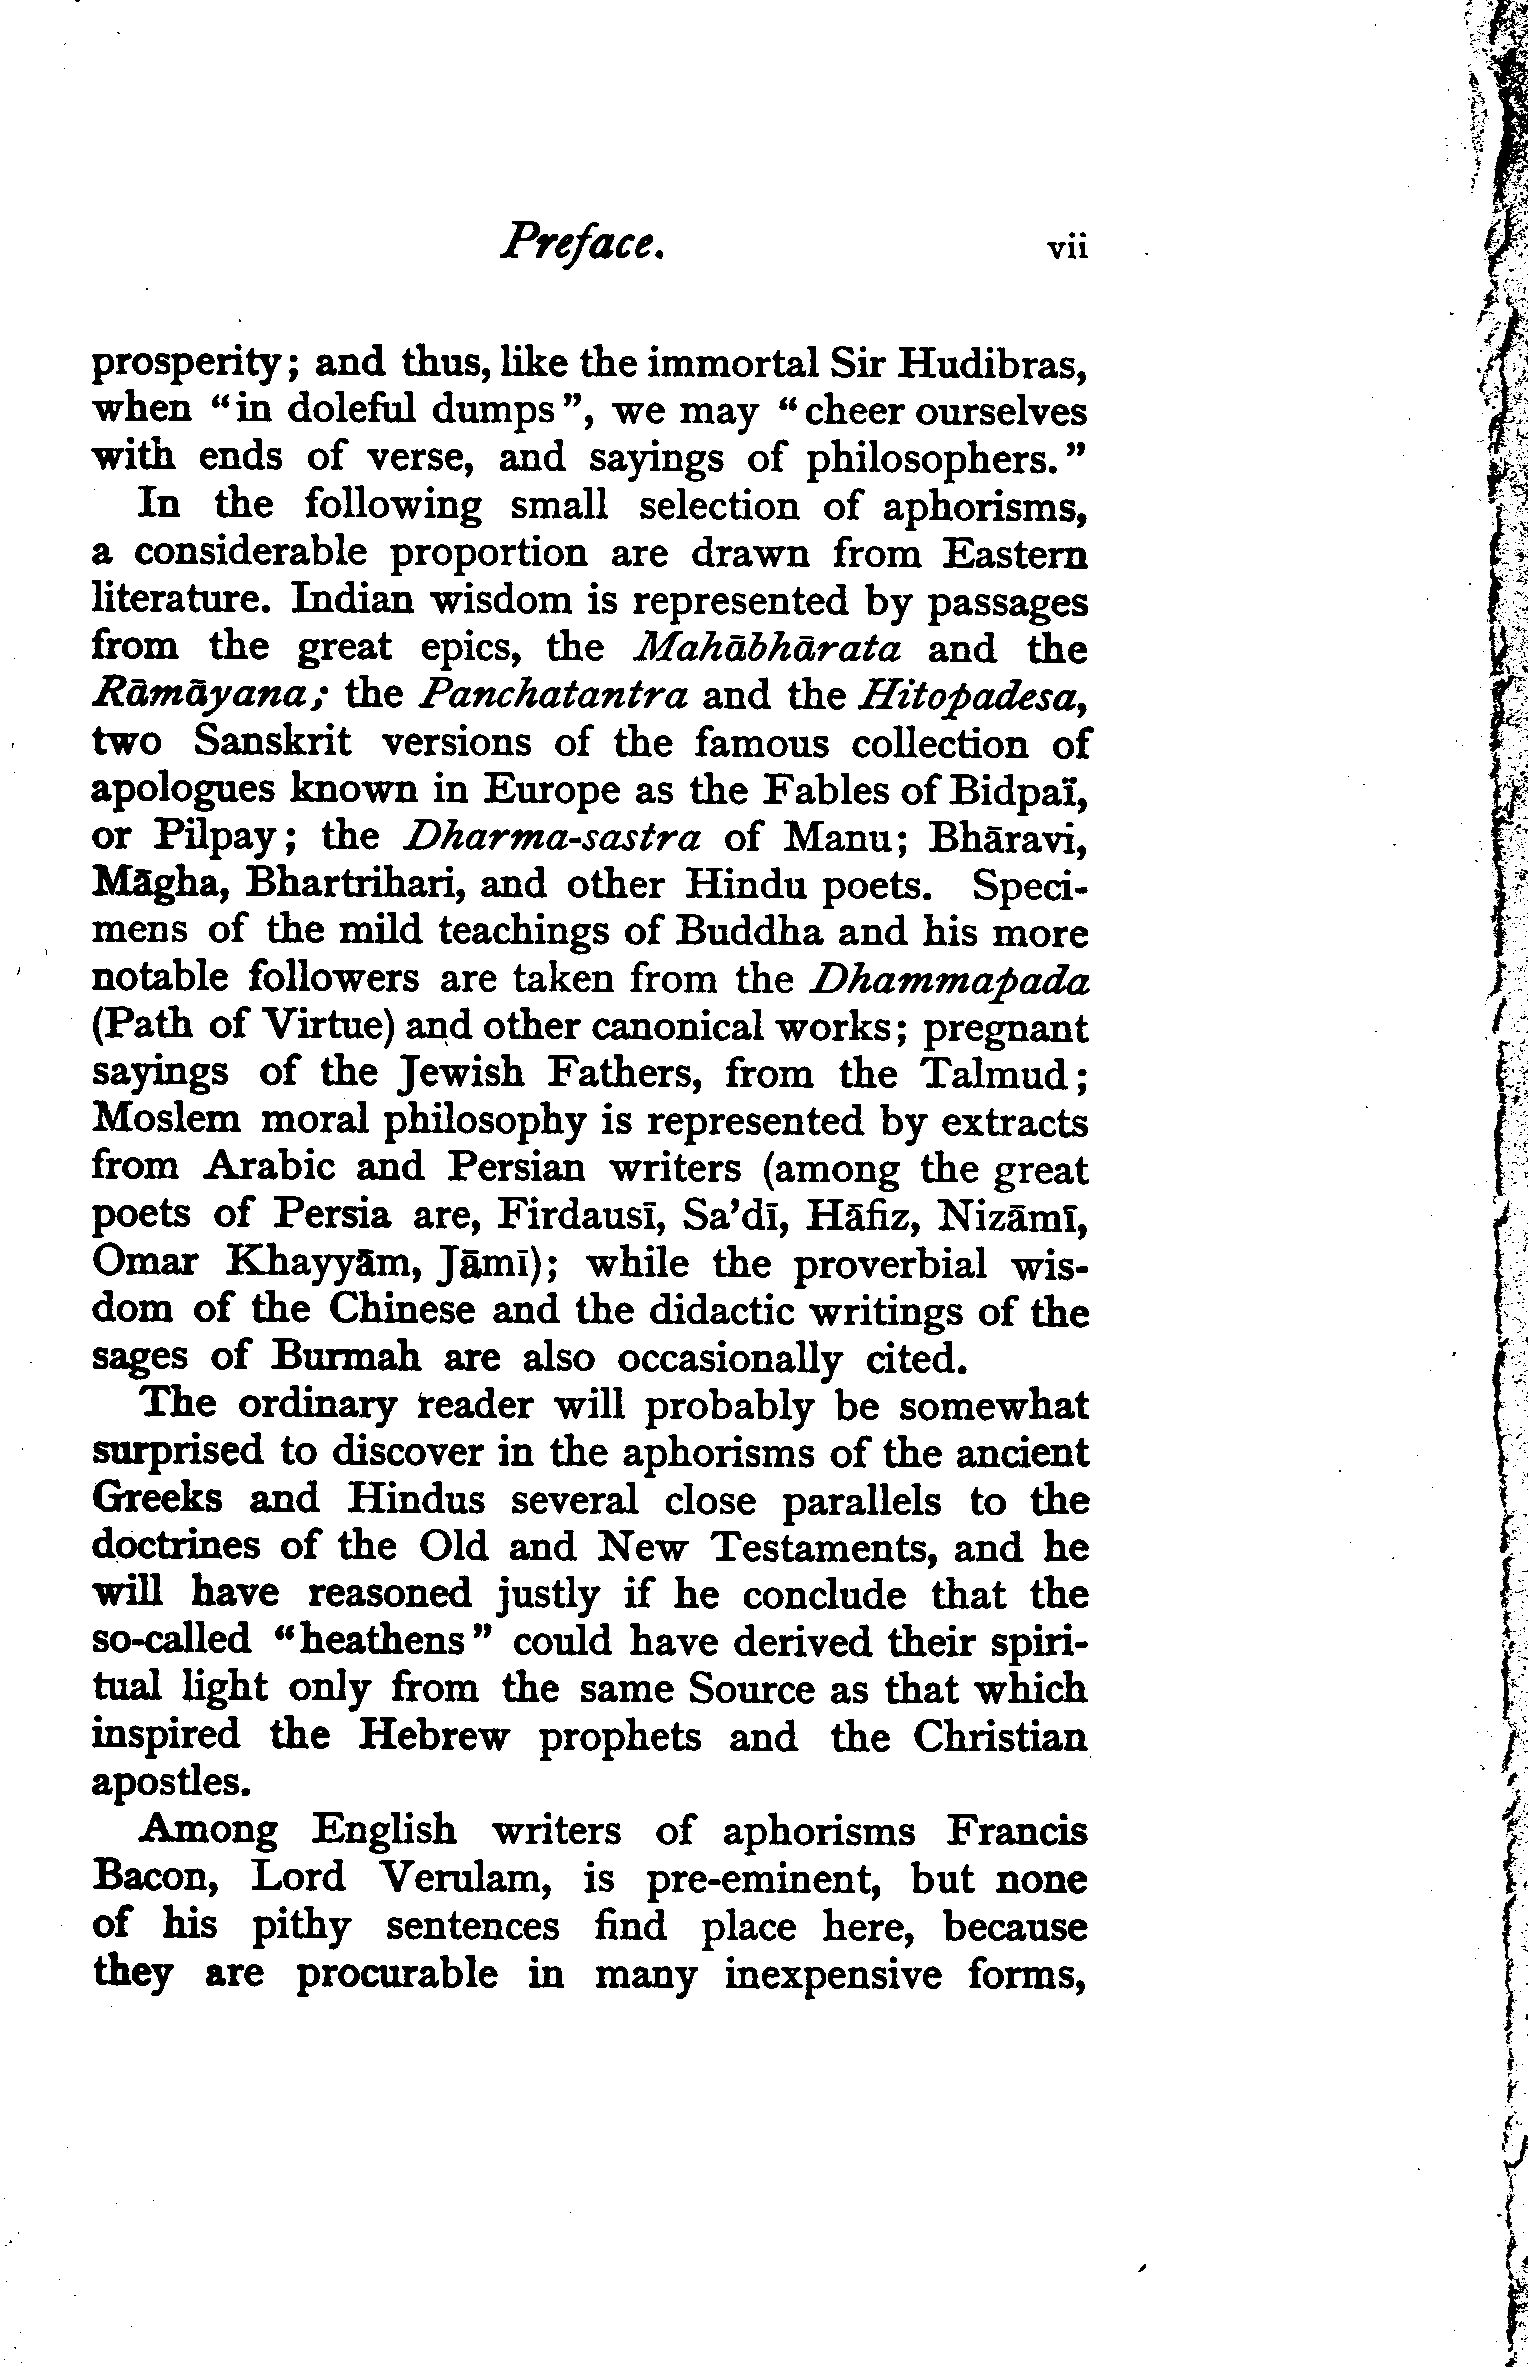 Preface. vii
prosperity; and thus, like the immortal Sir Hudibras,
when “in doleful dumps”, we may “cheer ourselves
with ends of verse, and sayings of philosophers.”
In the following small selection of aphorisms,
a considerable proportion are drawn from Eastern
literature. Indian wisdom is represented by passages
from the great epics, the Mahābhārata and the
Rāmāyana; the Panchatantra and the Hitopadesa,
two Sanskrit versions of the famous collection of
apologues known in Europe as the Fables of Bidpaï,
or Pilpay; the Dharma-sastra of Manu; Bhāravi,
Māgha, Bhartrihari, and other Hindu poets. Speci-
mens of the mild teachings of Buddha and his more
notable followers are taken from the Dhammapada
(Path of Virtue) and other canonical works; pregnant
sayings of the Jewish Fathers, from the Talmud;
Moslem moral philosophy is represented by extracts
from Arabic and Persian writers (among the great
poets of Persia are, Firdausī, Sa’dī, Hāfiz, Nizāmī,
Omar Khayyām, Jāmī); while the proverbial wis-
dom of the Chinese and the didactic writings of the
sages of Burmah are also occasionally cited.
The ordinary reader will probably be somewhat
surprised to discover in the aphorisms of the ancient
Greeks and Hindus several close parallels to the
doctrines of the Old and New Testaments, and he
will have reasoned justly if he conclude that the
so-called “heathens” could have derived their spiri-
tual light only from the same Source as that which
inspired the Hebrew prophets and the Christian
apostles.
Among English writers of aphorisms Francis
Bacon, Lord Verulam, is pre-eminent, but none
of his pithy sentences find place here, because
they are procurable in many inexpensive forms,